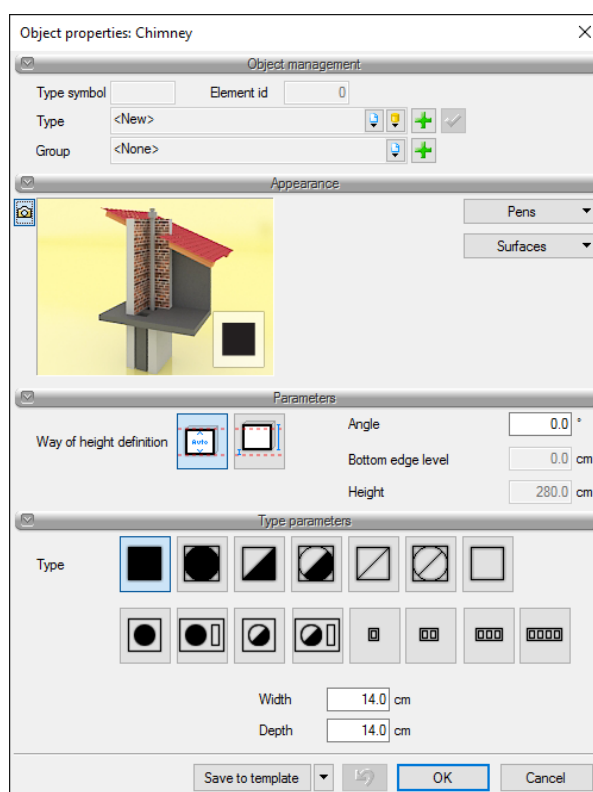 Object properties: Chimney
Object management
Type symbol Element id 0
Type <New>
Group <None>
Appearance
Pens
Surfaces
Parameters
Way of height definition Auto
Angle 0.0 °
Bottom edge level 0.0 cm
Height 280.0 cm
Type parameters
Type
Width 14.0 cm
Depth 14.0 cm
Save to template OK Cancel